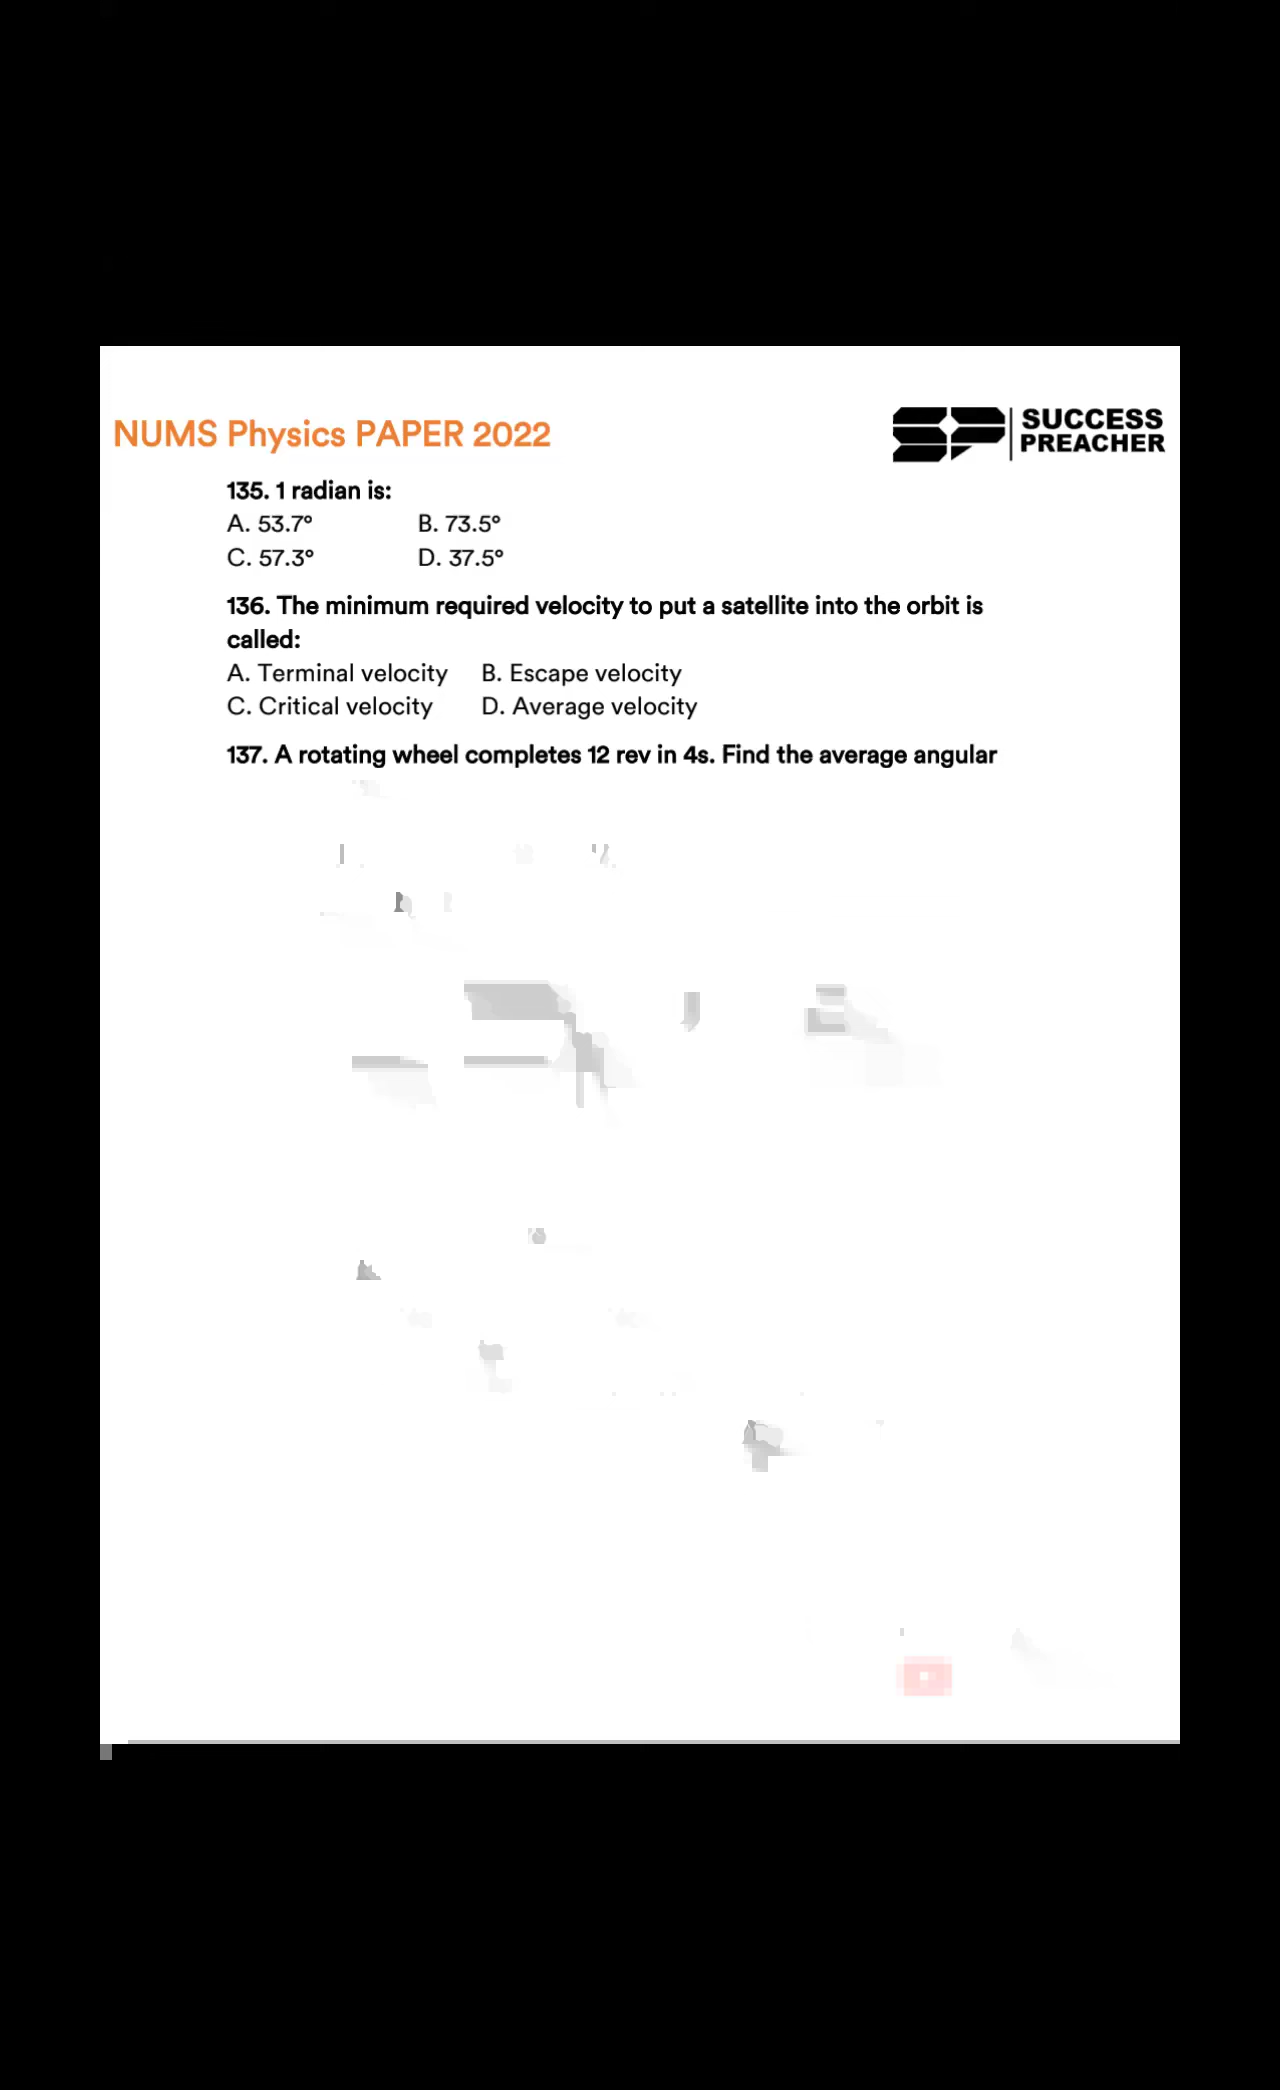 NUMS Physics PAPER 2022
SUCCESS
PREACHER
135. 1 radian is:
A. 53.7° B. 73.5°
C. 57.3° D. 37.5°
136. The minimum required velocity to put a satellite into the orbit is
called:
A. Terminal velocity B. Escape velocity
C. Critical velocity D. Average velocity
137. A rotating wheel completes 12 rev in 4s. Find the average angular